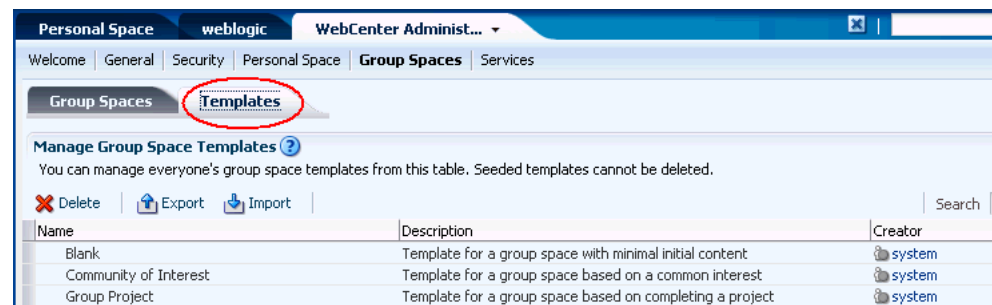 Personal Space weblogic WebCenter Administ...
Welcome General Security Personal Space Group Spaces Services
Group Spaces Templates
Manage Group Space Templates ?
You can manage everyone's group space templates from this table. Seeded templates cannot be deleted.
Delete Export Import Search
Name Description Creator
Blank Template for a group space with minimal initial content system
Community of Interest Template for a group space based on a common interest system
Group Project Template for a group space based on completing a project system